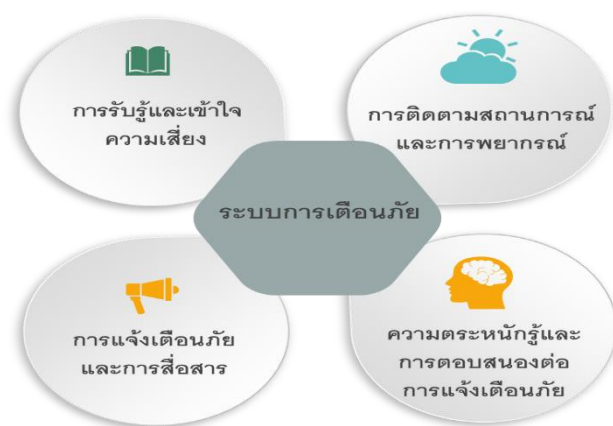 การรับรู้และเข้าใจ
ความเสี่ยง
การติดตามสถานการณ์
และการพยากรณ์
ระบบการเตือนภัย
การแจ้งเตือนภัย
และการสื่อสาร
ความตระหนักรู้และ
การตอบสนองต่อ
การแจ้งเตือนภัย